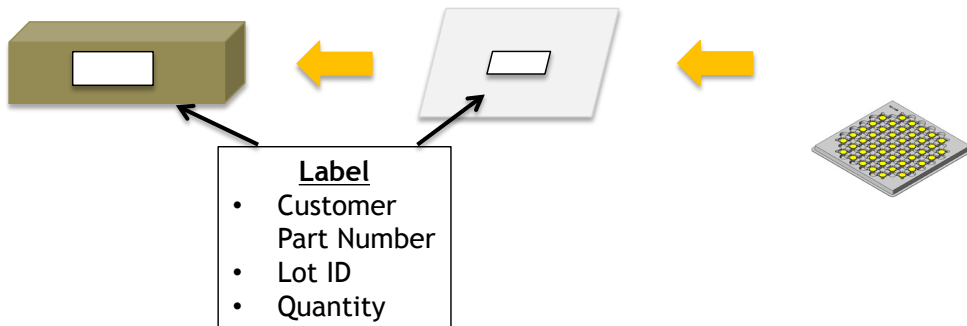 Label
• Customer
Part Number
• Lot ID
• Quantity